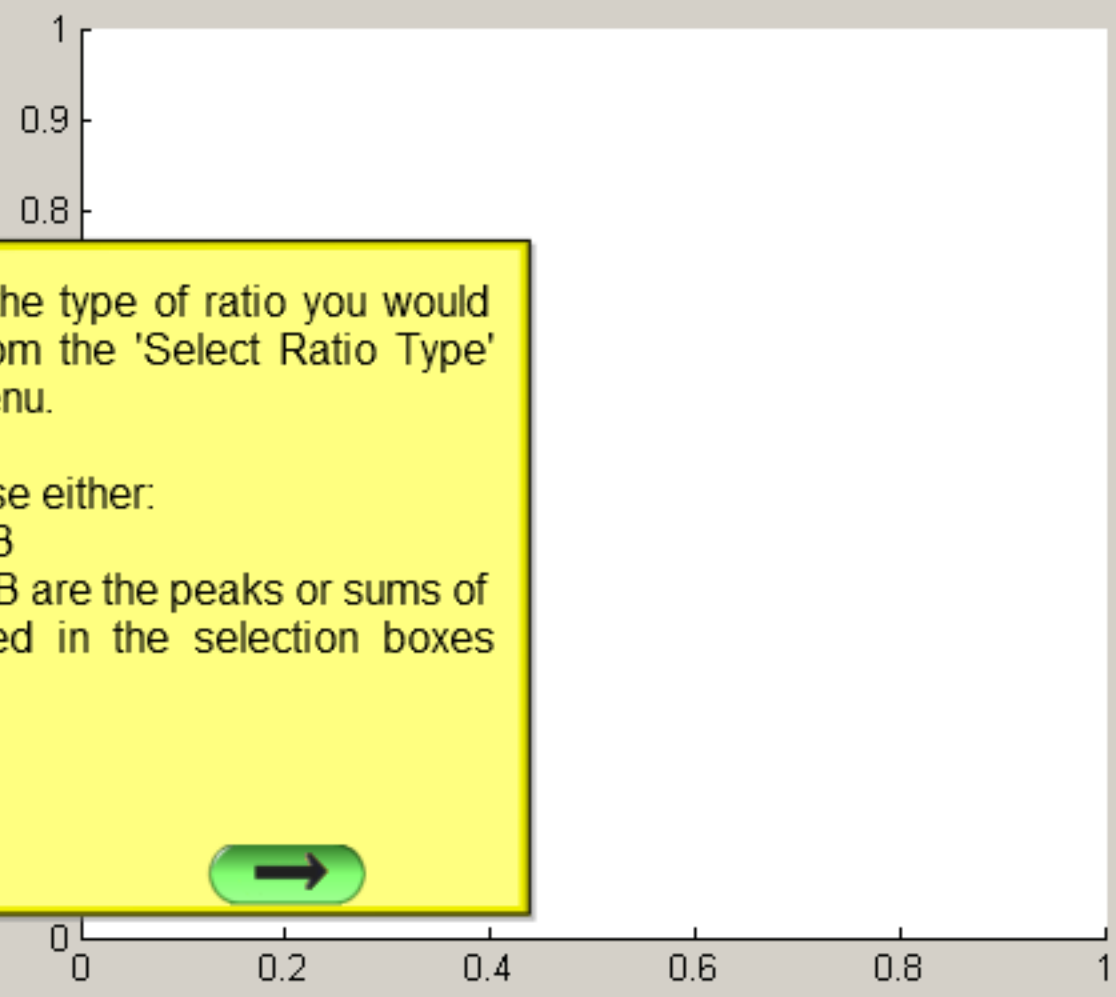 1
0.9
0.8
he type of ratio you would
om the 'Select Ratio Type'
enu.
se either:
B
B are the peaks or sums of
ed in the selection boxes
0
0 0.2 0.4 0.6 0.8 1